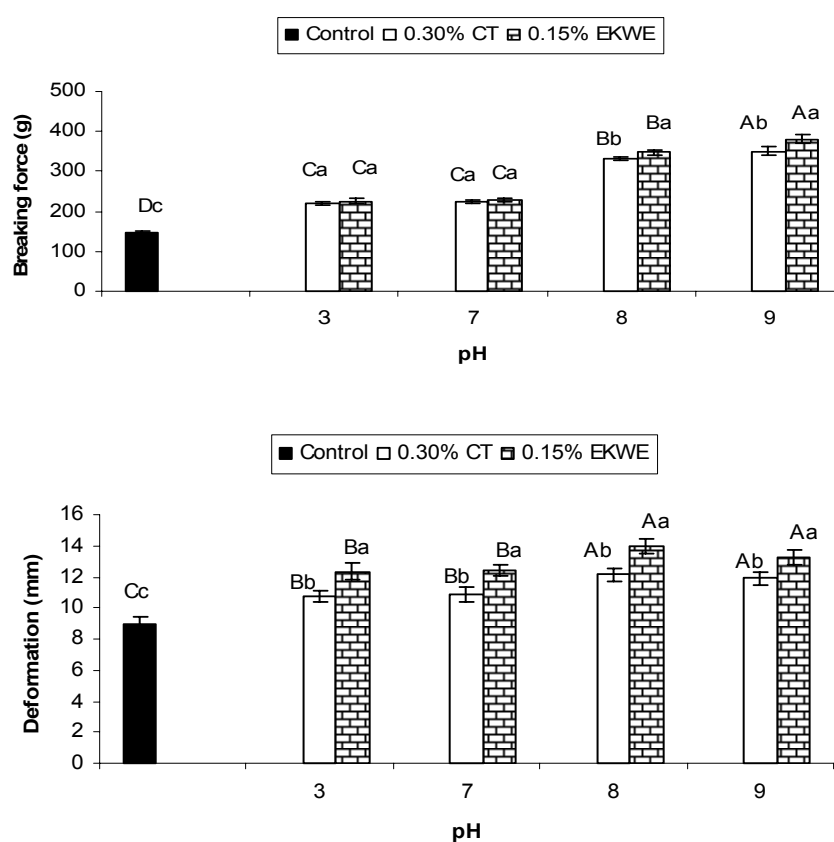 Control 0.30% CT 0.15% EKWE
Breaking force (g)
500
400
300
200
100
0
Dc
Ca
Ca
Ca
Ca
Bb
Ba
Ab
Aa
3 7 8 9
pH
Control 0.30% CT 0.15% EKWE
Deformation (mm)
16
14
12
10
8
6
4
2
0
Cc
Bb
Ba
Bb
Ba
Ab
Aa
Ab
Aa
3 7 8 9
pH